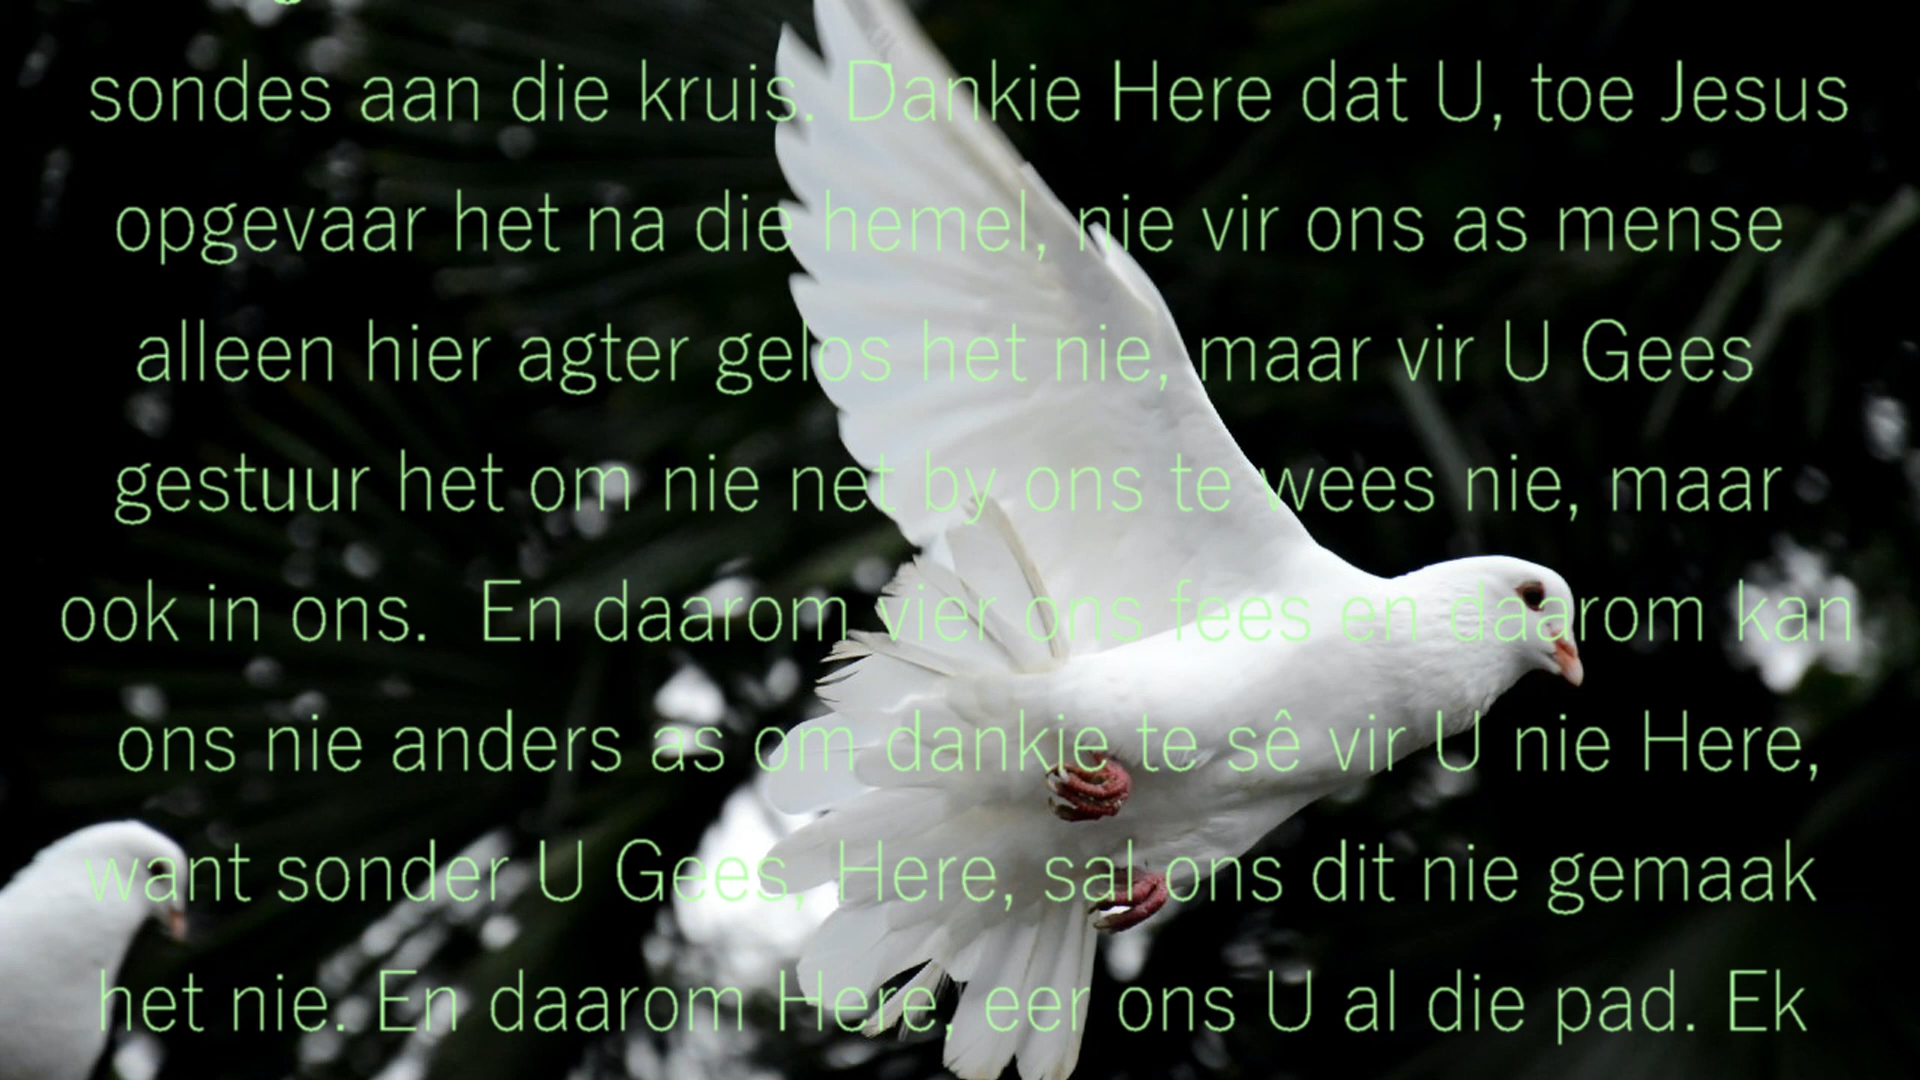 sondes aan die kruis. Dankie Here dat U, toe Jesus
opgevaar het na die hemel, nie vir ons as mense
alleen hier agter gelos het nie, maar vir U Gees
gestuur het om nie net by ons te wees nie, maar
ook in ons. En daarom vier ons fees en daarom kan
ons nie anders as om dankie te sê vir U nie Here,
want sonder U Gees, Here, sal ons dit nie gemaak
het nie. En daarom Here, eer ons U al die pad. Ek